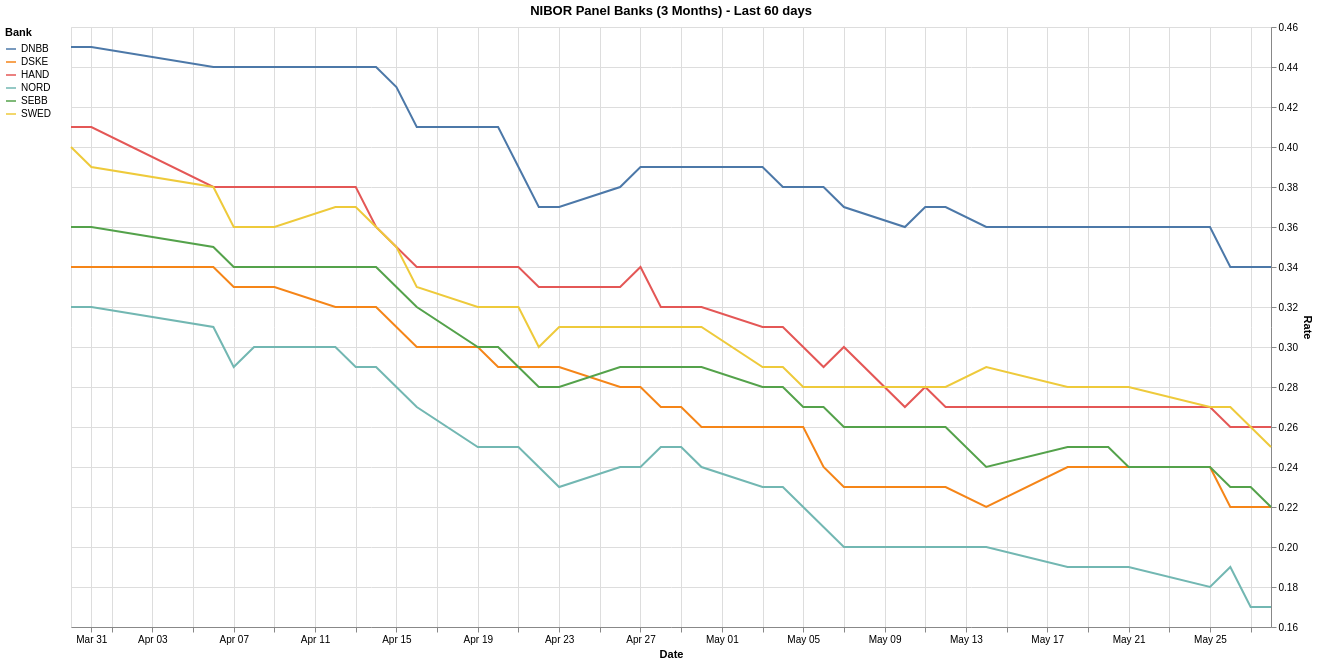 NIBOR Panel Banks (3 Months) - Last 60 days
Bank
DNBB
DSKE
HAND
NORD
SEBB
SWED
0.46
0.44
0.42
0.40
0.38
0.36
0.34
0.32
0.30
0.28
0.26
0.24
0.22
0.20
0.18
0.16
Rate
Mar 31 Apr 03 Apr 07 Apr 11 Apr 15 Apr 19 Apr 23 Apr 27 May 01 May 05 May 09 May 13 May 17 May 21 May 25
Date